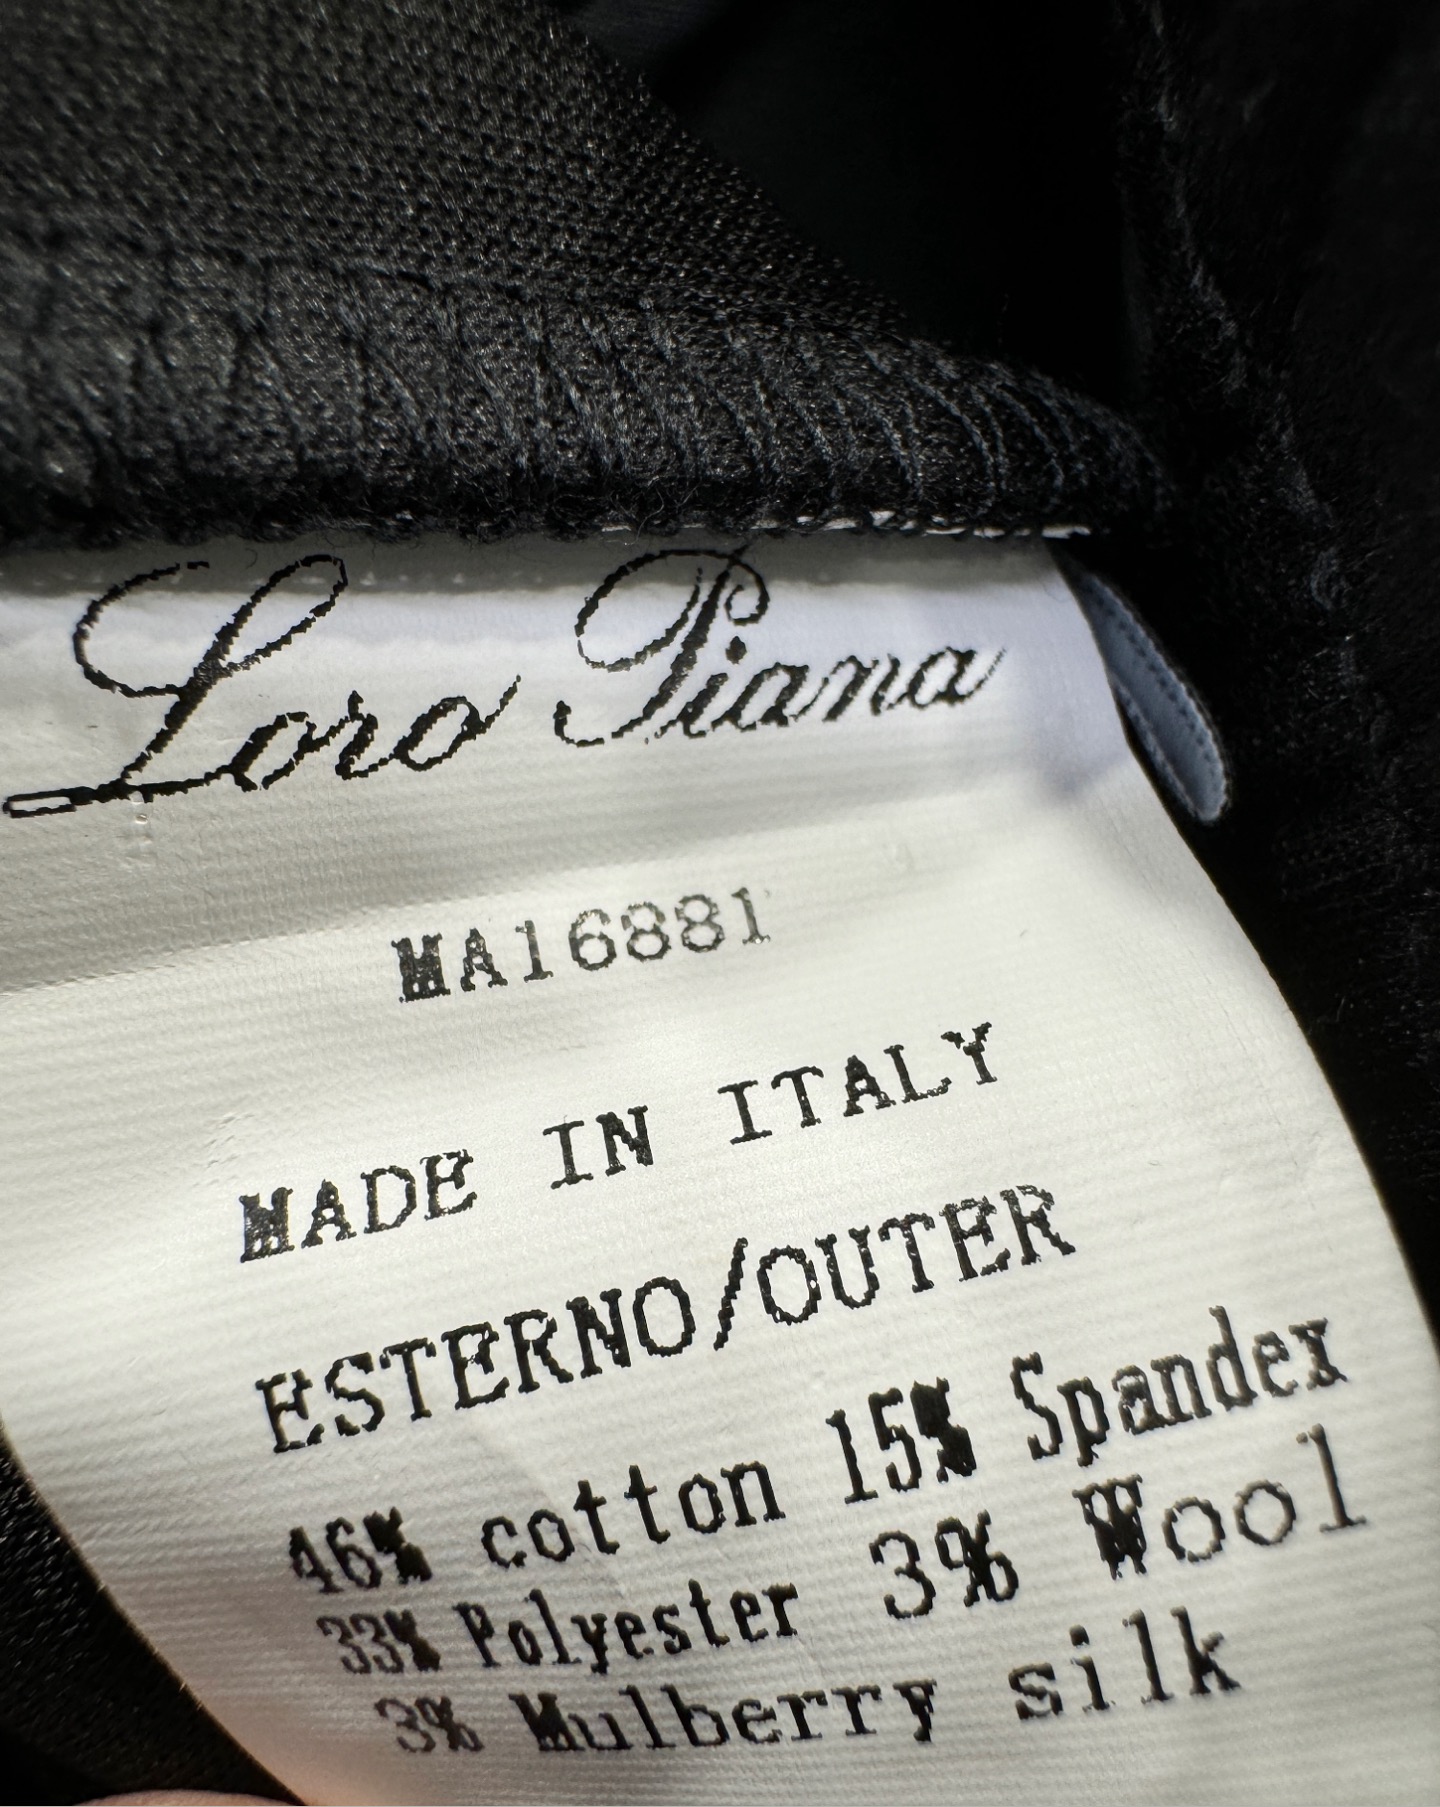 Loro Piana
MA16881
MADE IN ITALY
ESTERNO/OUTER
46% cotton 15% Spandex
33% Polyester 3% Wool
3% Mulberry silk